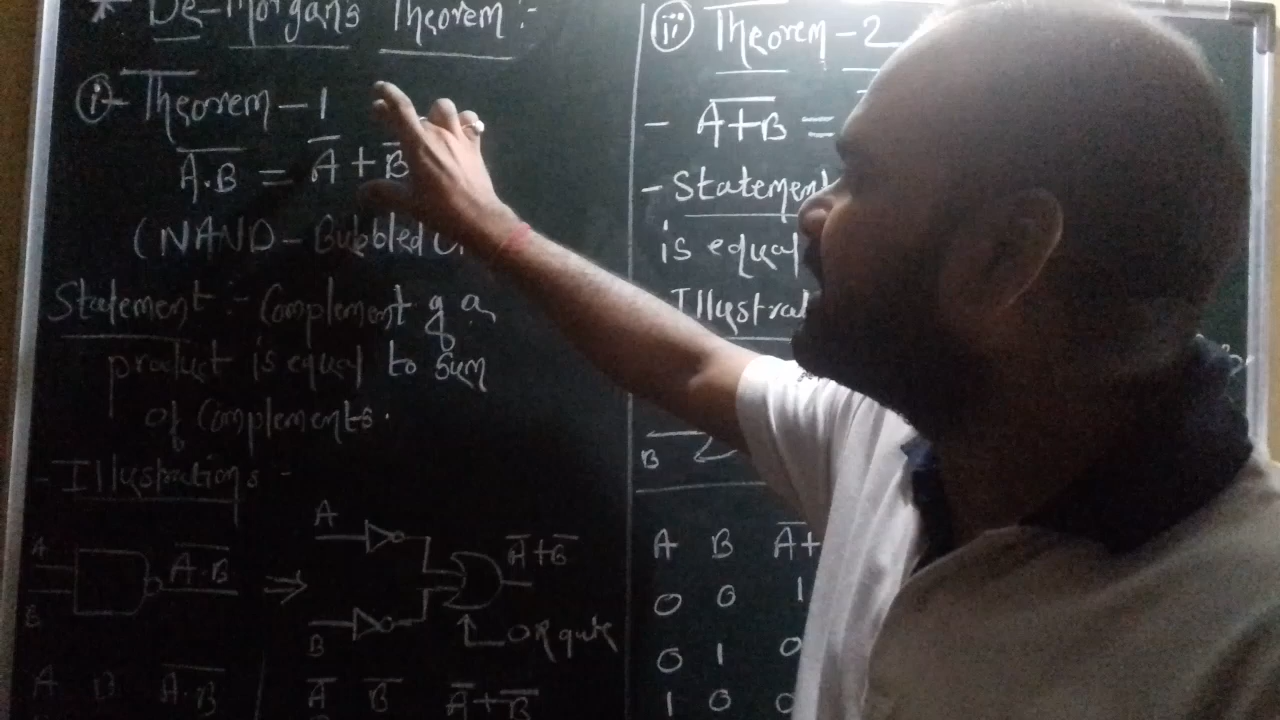 * De-Morgans Theorem:-
(i)- Theorem-1
A̅.̅B̅ = A̅ + B̅
(NAND - Bubbled
Statement:- Complement of a
product is equal to sum
of Complements.
- Illustrations -
A
B
A̅.̅B̅
⇒
A
B
A̅+B̅
OR gate
A B A̅.̅B̅
A̅ B̅ A̅+B̅
(ii) Theorem-2
- A̅+̅B̅ =
- Statement
is equal
Illustrat
B
A B A̅+
0 0 1
0 1 0
1 0 0